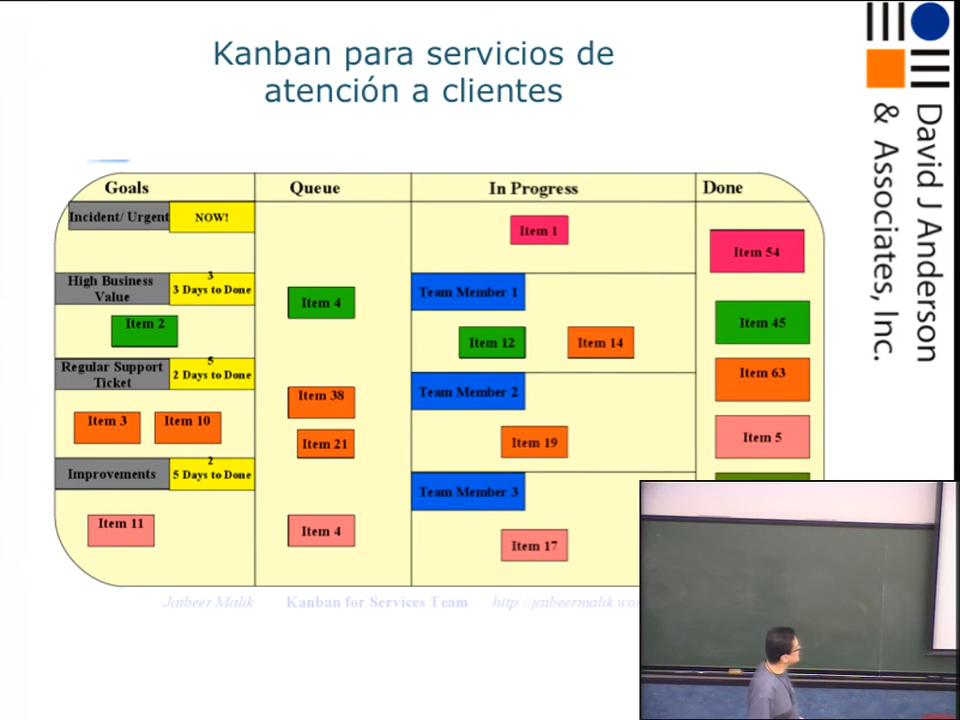 Kanban para servicios de
atención a clientes
David J Anderson
& Associates, Inc.
Goals
Queue
In Progress
Done
Incident/ Urgent
NOW!
Item 1
Item 54
High Business
Value
3
3 Days to Done
Item 4
Team Member 1
Item 2
Item 12
Item 14
Item 45
Regular Support
Ticket
5
2 Days to Done
Item 38
Team Member 2
Item 63
Item 3
Item 10
Item 21
Item 19
Item 5
Improvements
2
5 Days to Done
Team Member 3
Item 11
Item 4
Item 17
Jaibeer Malik
Kanban for Services Team
http://jaibeermalik.wor